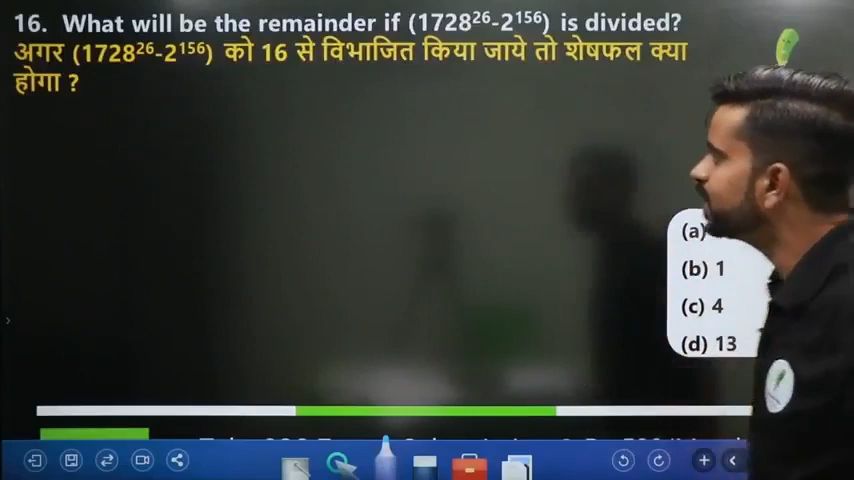 16. What will be the remainder if (1728²⁶-2¹⁵⁶) is divided?
अगर (1728²⁶-2¹⁵⁶) को 16 से विभाजित किया जाये तो शेषफल क्या
होगा ?
(a)
(b) 1
(c) 4
(d) 13